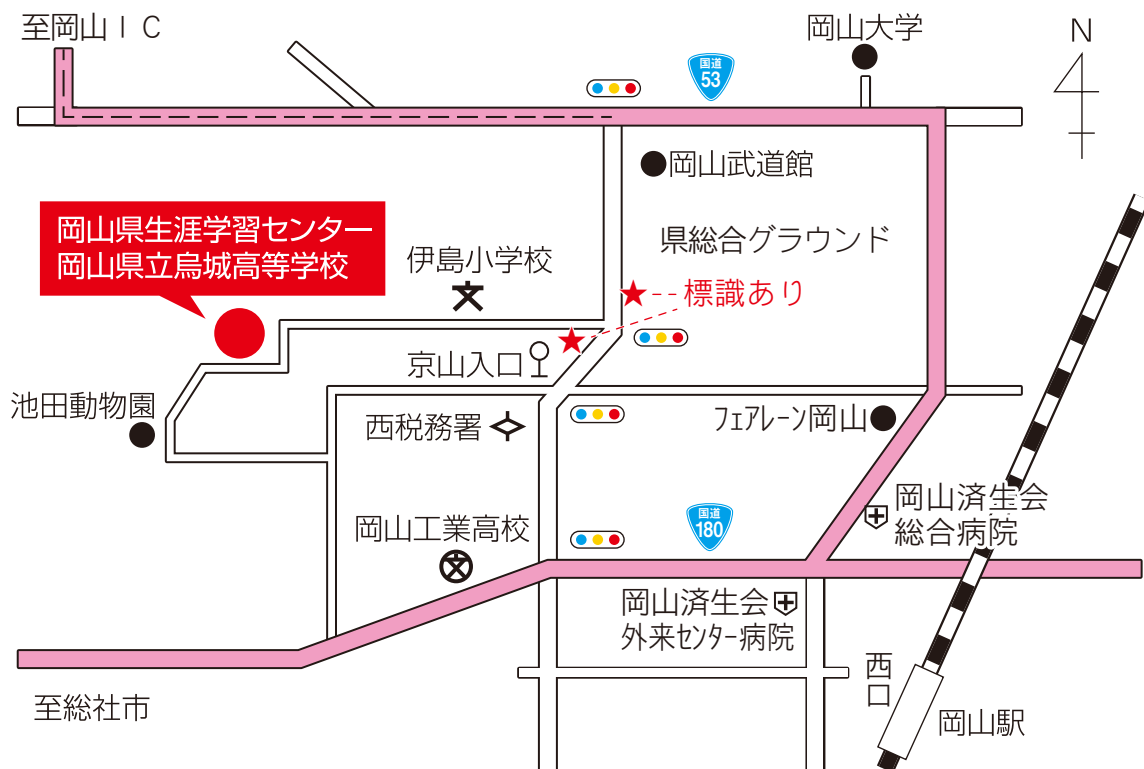 至岡山IC
岡山大学
N
国道
53
岡山武道館
岡山県生涯学習センター
岡山県立烏城高等学校
県総合グラウンド
伊島小学校
標識あり
京山入口
池田動物園
西税務署
フェアレーン岡山
岡山済生会
総合病院
国道
180
岡山工業高校
岡山済生会
外来センター病院
西口
至総社市
岡山駅